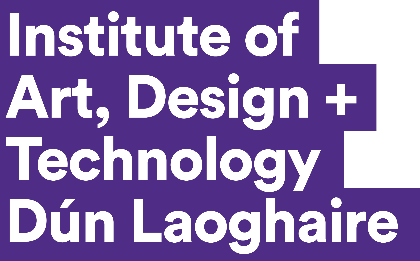 Institute of
Art, Design +
Technology
Dún Laoghaire